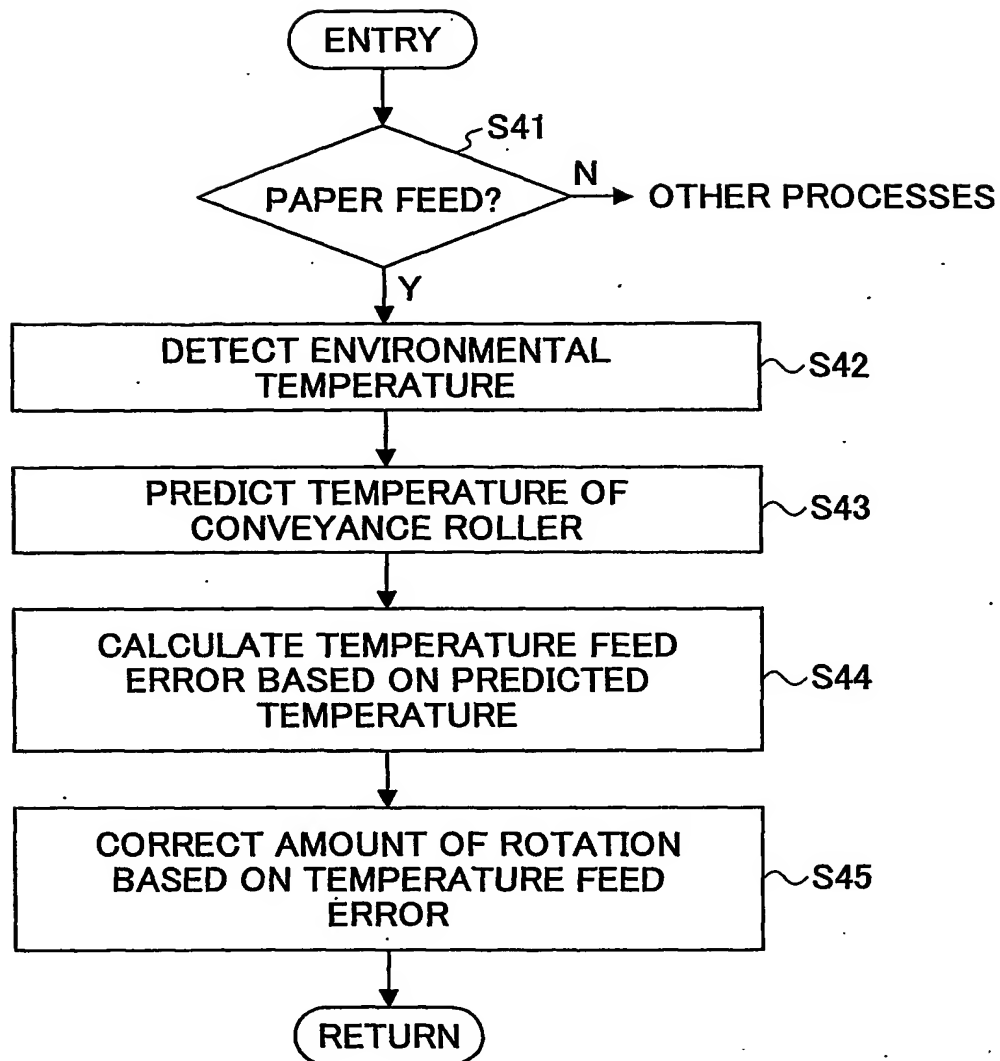 ENTRY
S41
PAPER FEED?
N
OTHER PROCESSES
Y
DETECT ENVIRONMENTAL
TEMPERATURE
S42
PREDICT TEMPERATURE OF
CONVEYANCE ROLLER
S43
CALCULATE TEMPERATURE FEED
ERROR BASED ON PREDICTED
TEMPERATURE
S44
CORRECT AMOUNT OF ROTATION
BASED ON TEMPERATURE FEED
ERROR
S45
RETURN